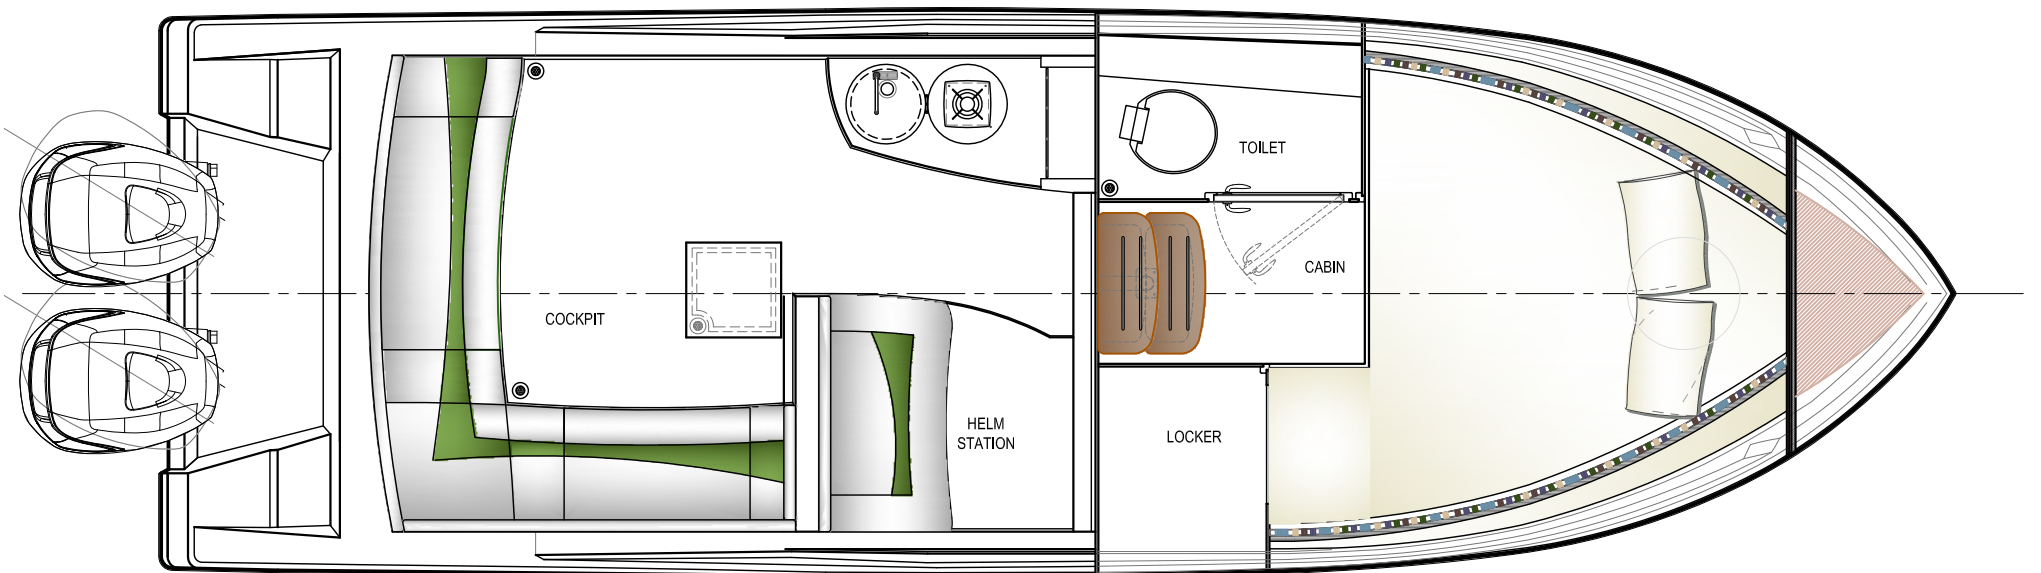 TOILET
CABIN
COCKPIT
HELM
STATION
LOCKER